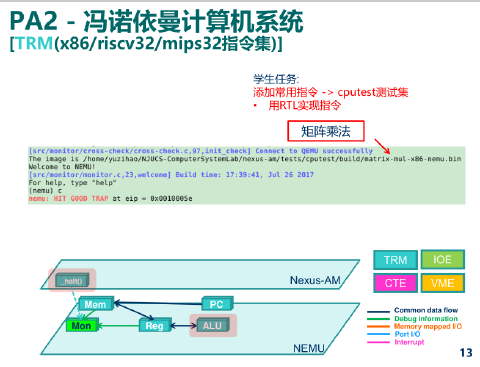 PA2 - 冯诺依曼计算机系统
[TRM(x86/riscv32/mips32指令集)]
学生任务:
添加常用指令 -> cputest测试集
• 用RTL实现指令
矩阵乘法
[src/monitor/cross-check/cross-check.c,97,init_check] Connect to QEMU successfully
The image is /home/yuzihao/NJUCS-ComputerSystemLab/nexus-am/tests/cputest/build/matrix-mul-x86-nemu.bin
Welcome to NEMU!
[src/monitor/monitor.c,23,welcome] Build time: 17:39:41, Jul 26 2017
For help, type "help"
(nemu) c
nemu: HIT GOOD TRAP at eip = 0x0010005e
_halt()
Nexus-AM
TRM
IOE
CTE
VME
Mem
PC
Mon
Reg
ALU
NEMU
Common data flow
Debug information
Memory mapped I/O
Port I/O
Interrupt
13